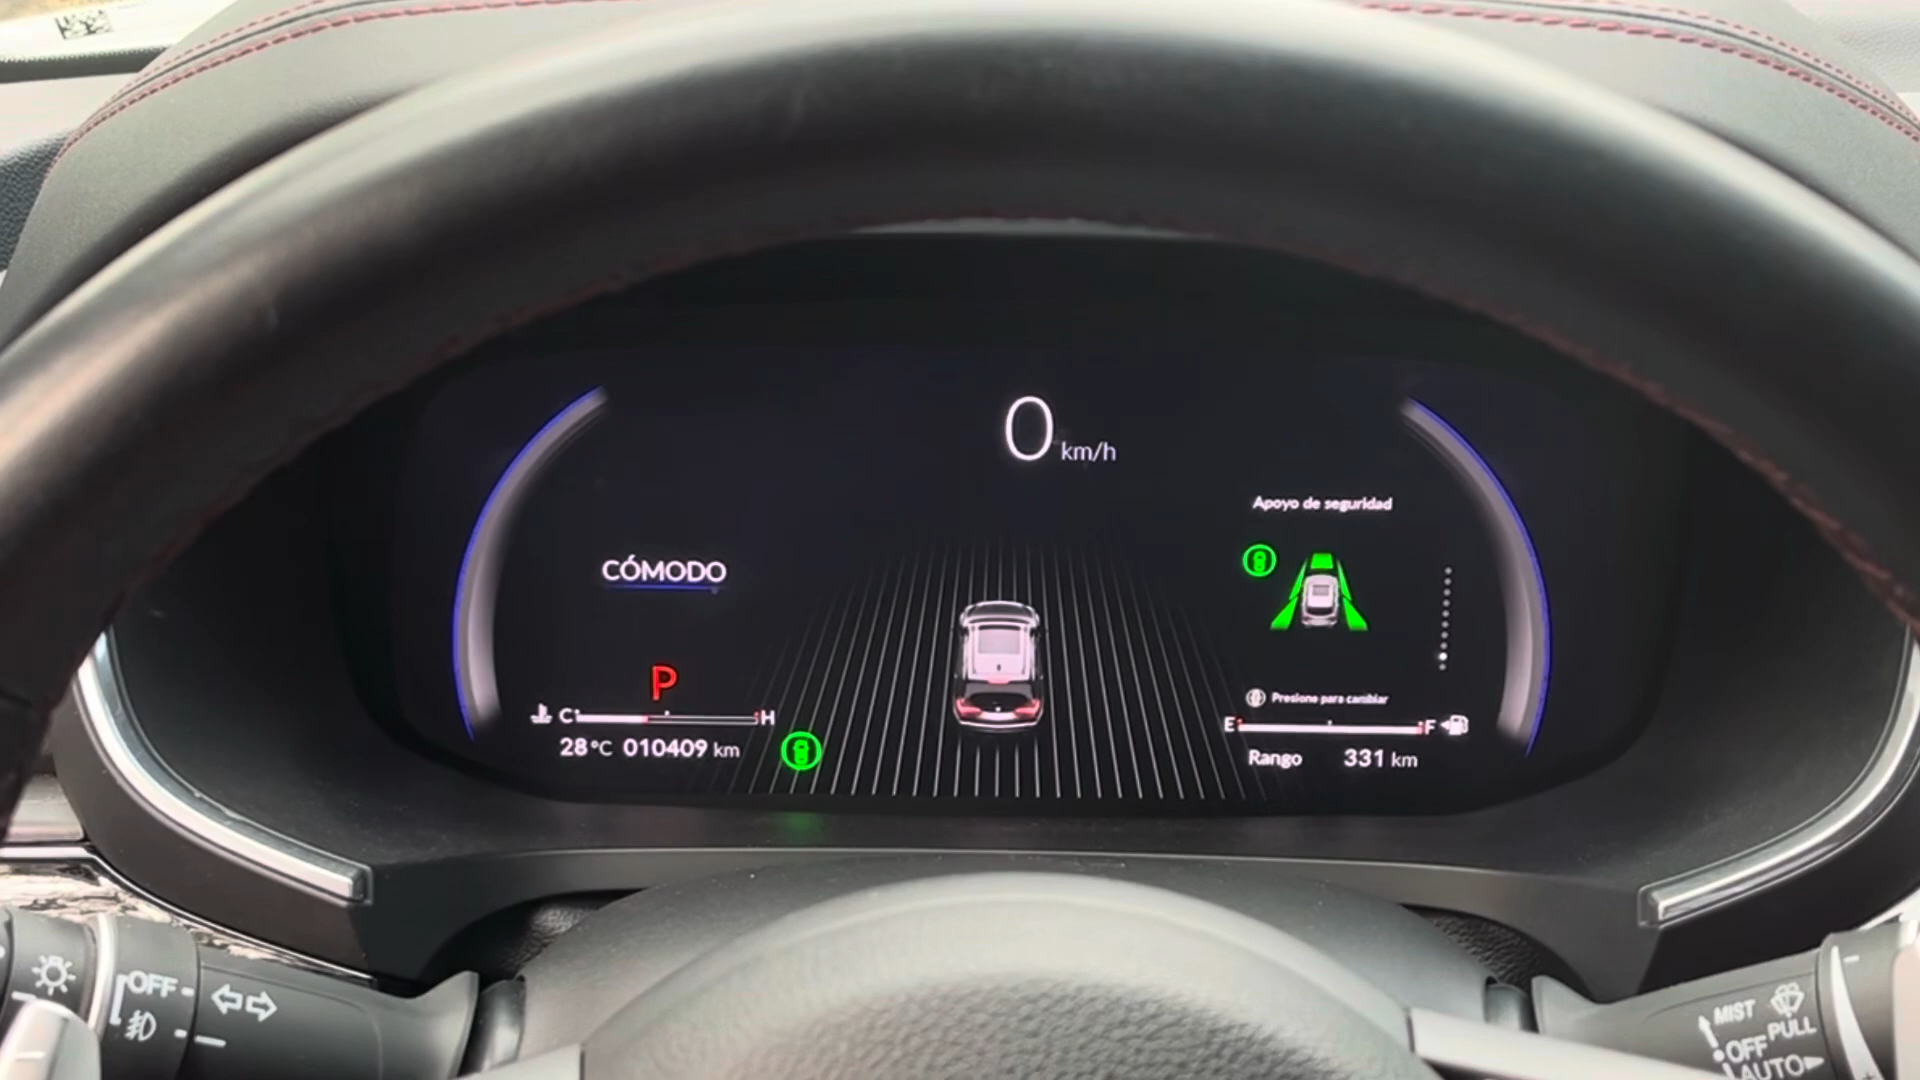 0 km/h
Apoyo de seguridad
CÓMODO
P
C H
28°C 010409 km
Presione para cambiar
E F
Rango 331 km
OFF
MIST
PULL
OFF
AUTO